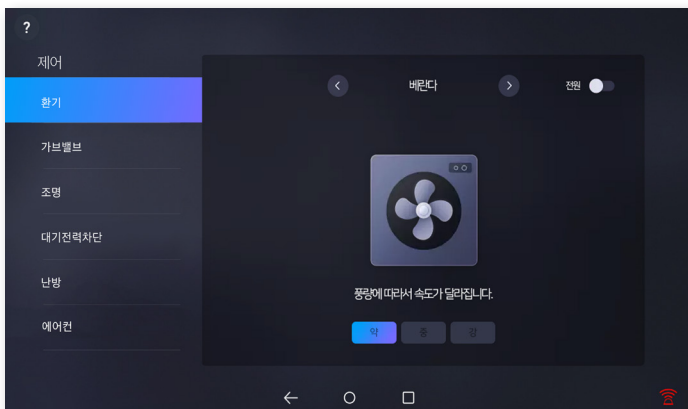 ?
제어
환기
가브밸브
조명
대기전력차단
난방
에어컨
베란다
전원
풍량에 따라서 속도가 달라집니다.
약
중
강